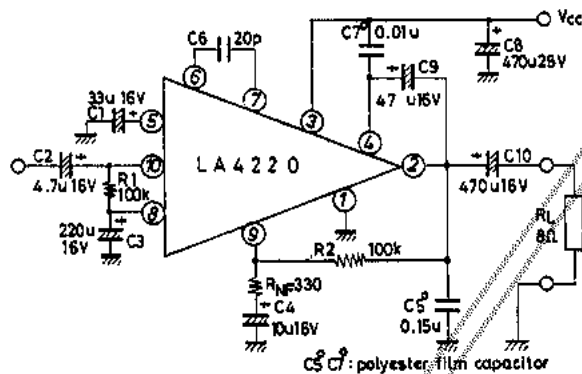 C6 20p
C7° 0.01u
Vcc
C8
470u25V
C9
47 u16V
33u 16V
C1
6
7
5
3
4
C2
4.7u 16V
10
R1
100k
LA4220
2
C10
470u16V
8
220u
16V
C3
1
9
R2 100k
RL
8Ω
RNF=330
C4
10u16V
C5°
0.15u
C5° C7° : polyester film capacitor